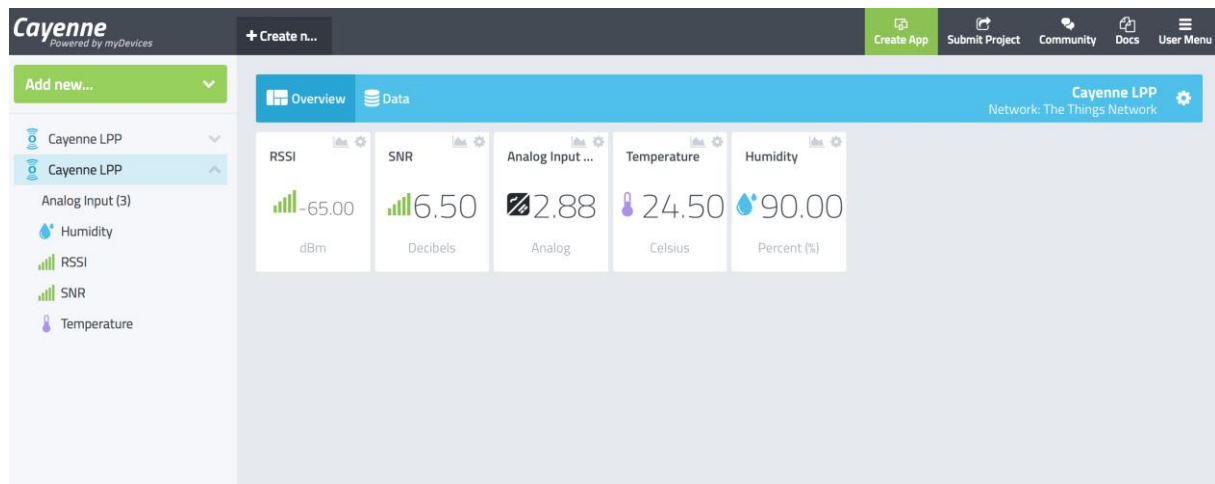 Cayenne
Powered by myDevices
+ Create n...
Create App
Submit Project
Community
Docs
User Menu
Add new...
Cayenne LPP
Cayenne LPP
Analog Input (3)
Humidity
RSSI
SNR
Temperature
Overview
Data
Cayenne LPP
Network: The Things Network
RSSI
-65.00
dBm
SNR
6.50
Decibels
Analog Input ...
2.88
Analog
Temperature
24.50
Celsius
Humidity
90.00
Percent (%)